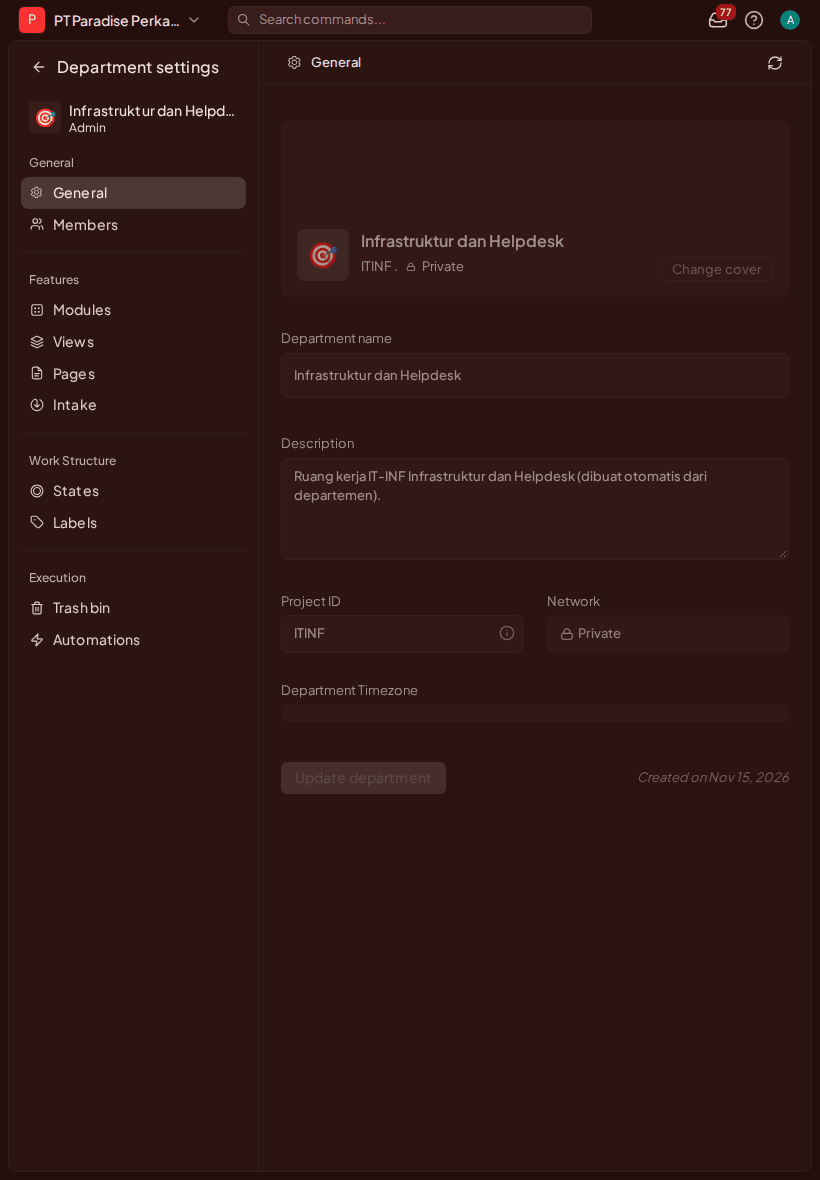 P PT Paradise Perka... Search commands... 77 A
Department settings
General
Infrastruktur dan Helpd...
Admin
General
General
Members
Features
Modules
Views
Pages
Intake
Work Structure
States
Labels
Execution
Trash bin
Automations
Infrastruktur dan Helpdesk
ITINF . Private
Change cover
Department name
Infrastruktur dan Helpdesk
Description
Ruang kerja IT-INF Infrastruktur dan Helpdesk (dibuat otomatis dari
departemen).
Project ID
Network
ITINF
Private
Department Timezone
Update department
Created on Nov 15, 2026